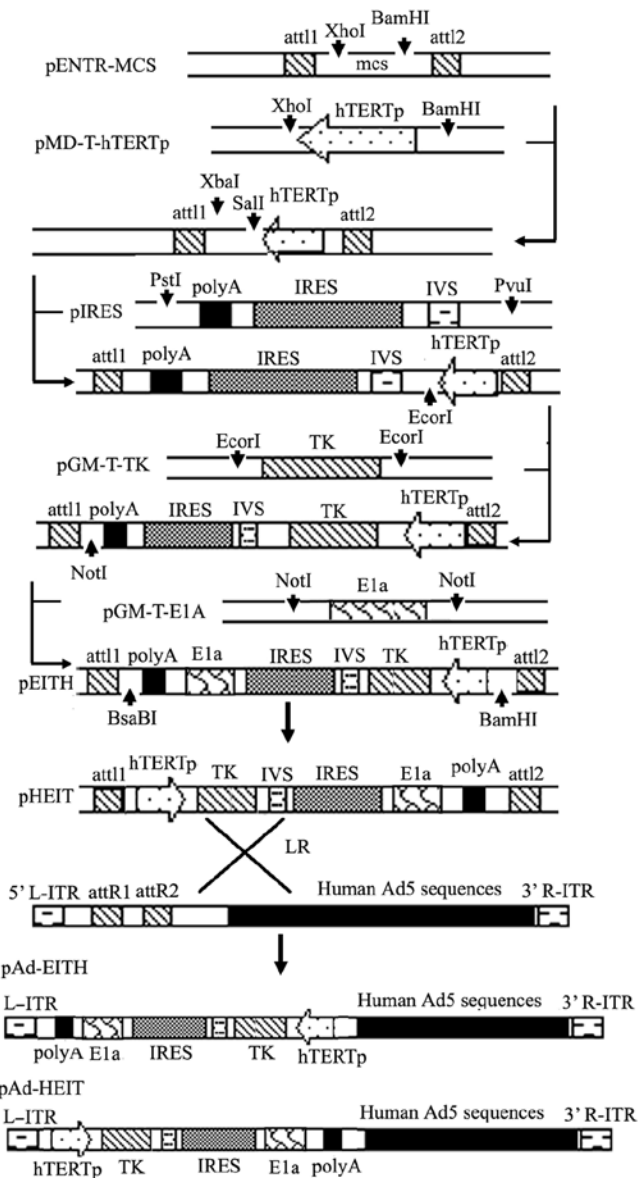 BamHI
XhoI
attl1 attl2
pENTR-MCS mcs
XhoI hTERTp BamHI
pMD-T-hTERTp
XbaI
attl1 SalI hTERTp attl2
PstI polyA IRES IVS PvuI
pIRES
attl1 polyA IRES IVS hTERTp attl2
EcorI
EcorI TK EcorI
pGM-T-TK
attl1 polyA IRES IVS TK hTERTp attl2
NotI
NotI E1a NotI
pGM-T-E1A
attl1 polyA E1a IRES IVS TK hTERTp attl2
pEITH
BsaBI BamHI
attl1 hTERTp TK IVS IRES E1a polyA attl2
pHEIT
LR
5’ L-ITR attR1 attR2 Human Ad5 sequences 3’ R-ITR
pAd-EITH
L–ITR Human Ad5 sequences 3’ R-ITR
polyA E1a IRES TK hTERTp
pAd-HEIT
L–ITR Human Ad5 sequences 3’ R-ITR
hTERTp TK IRES E1a polyA